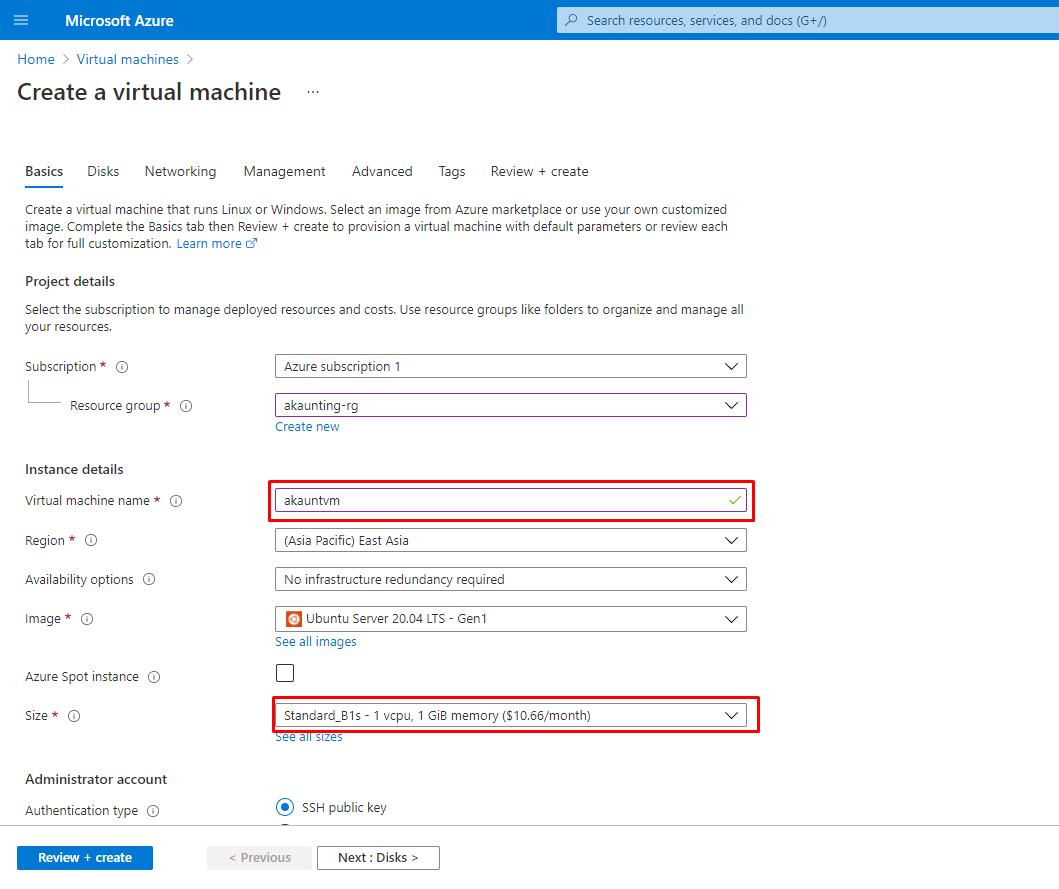 Microsoft Azure
Search resources, services, and docs (G+/)
Home > Virtual machines >
Create a virtual machine ...
Basics Disks Networking Management Advanced Tags Review + create
Create a virtual machine that runs Linux or Windows. Select an image from Azure marketplace or use your own customized
image. Complete the Basics tab then Review + create to provision a virtual machine with default parameters or review each
tab for full customization. Learn more
Project details
Select the subscription to manage deployed resources and costs. Use resource groups like folders to organize and manage all
your resources.
Subscription * Azure subscription 1
Resource group * akaunting-rg
Create new
Instance details
Virtual machine name * akauntvm
Region * (Asia Pacific) East Asia
Availability options No infrastructure redundancy required
Image * Ubuntu Server 20.04 LTS - Gen1
See all images
Azure Spot instance
Size * Standard_B1s - 1 vcpu, 1 GiB memory ($10.66/month)
See all sizes
Administrator account
Authentication type SSH public key
Review + create < Previous Next : Disks >